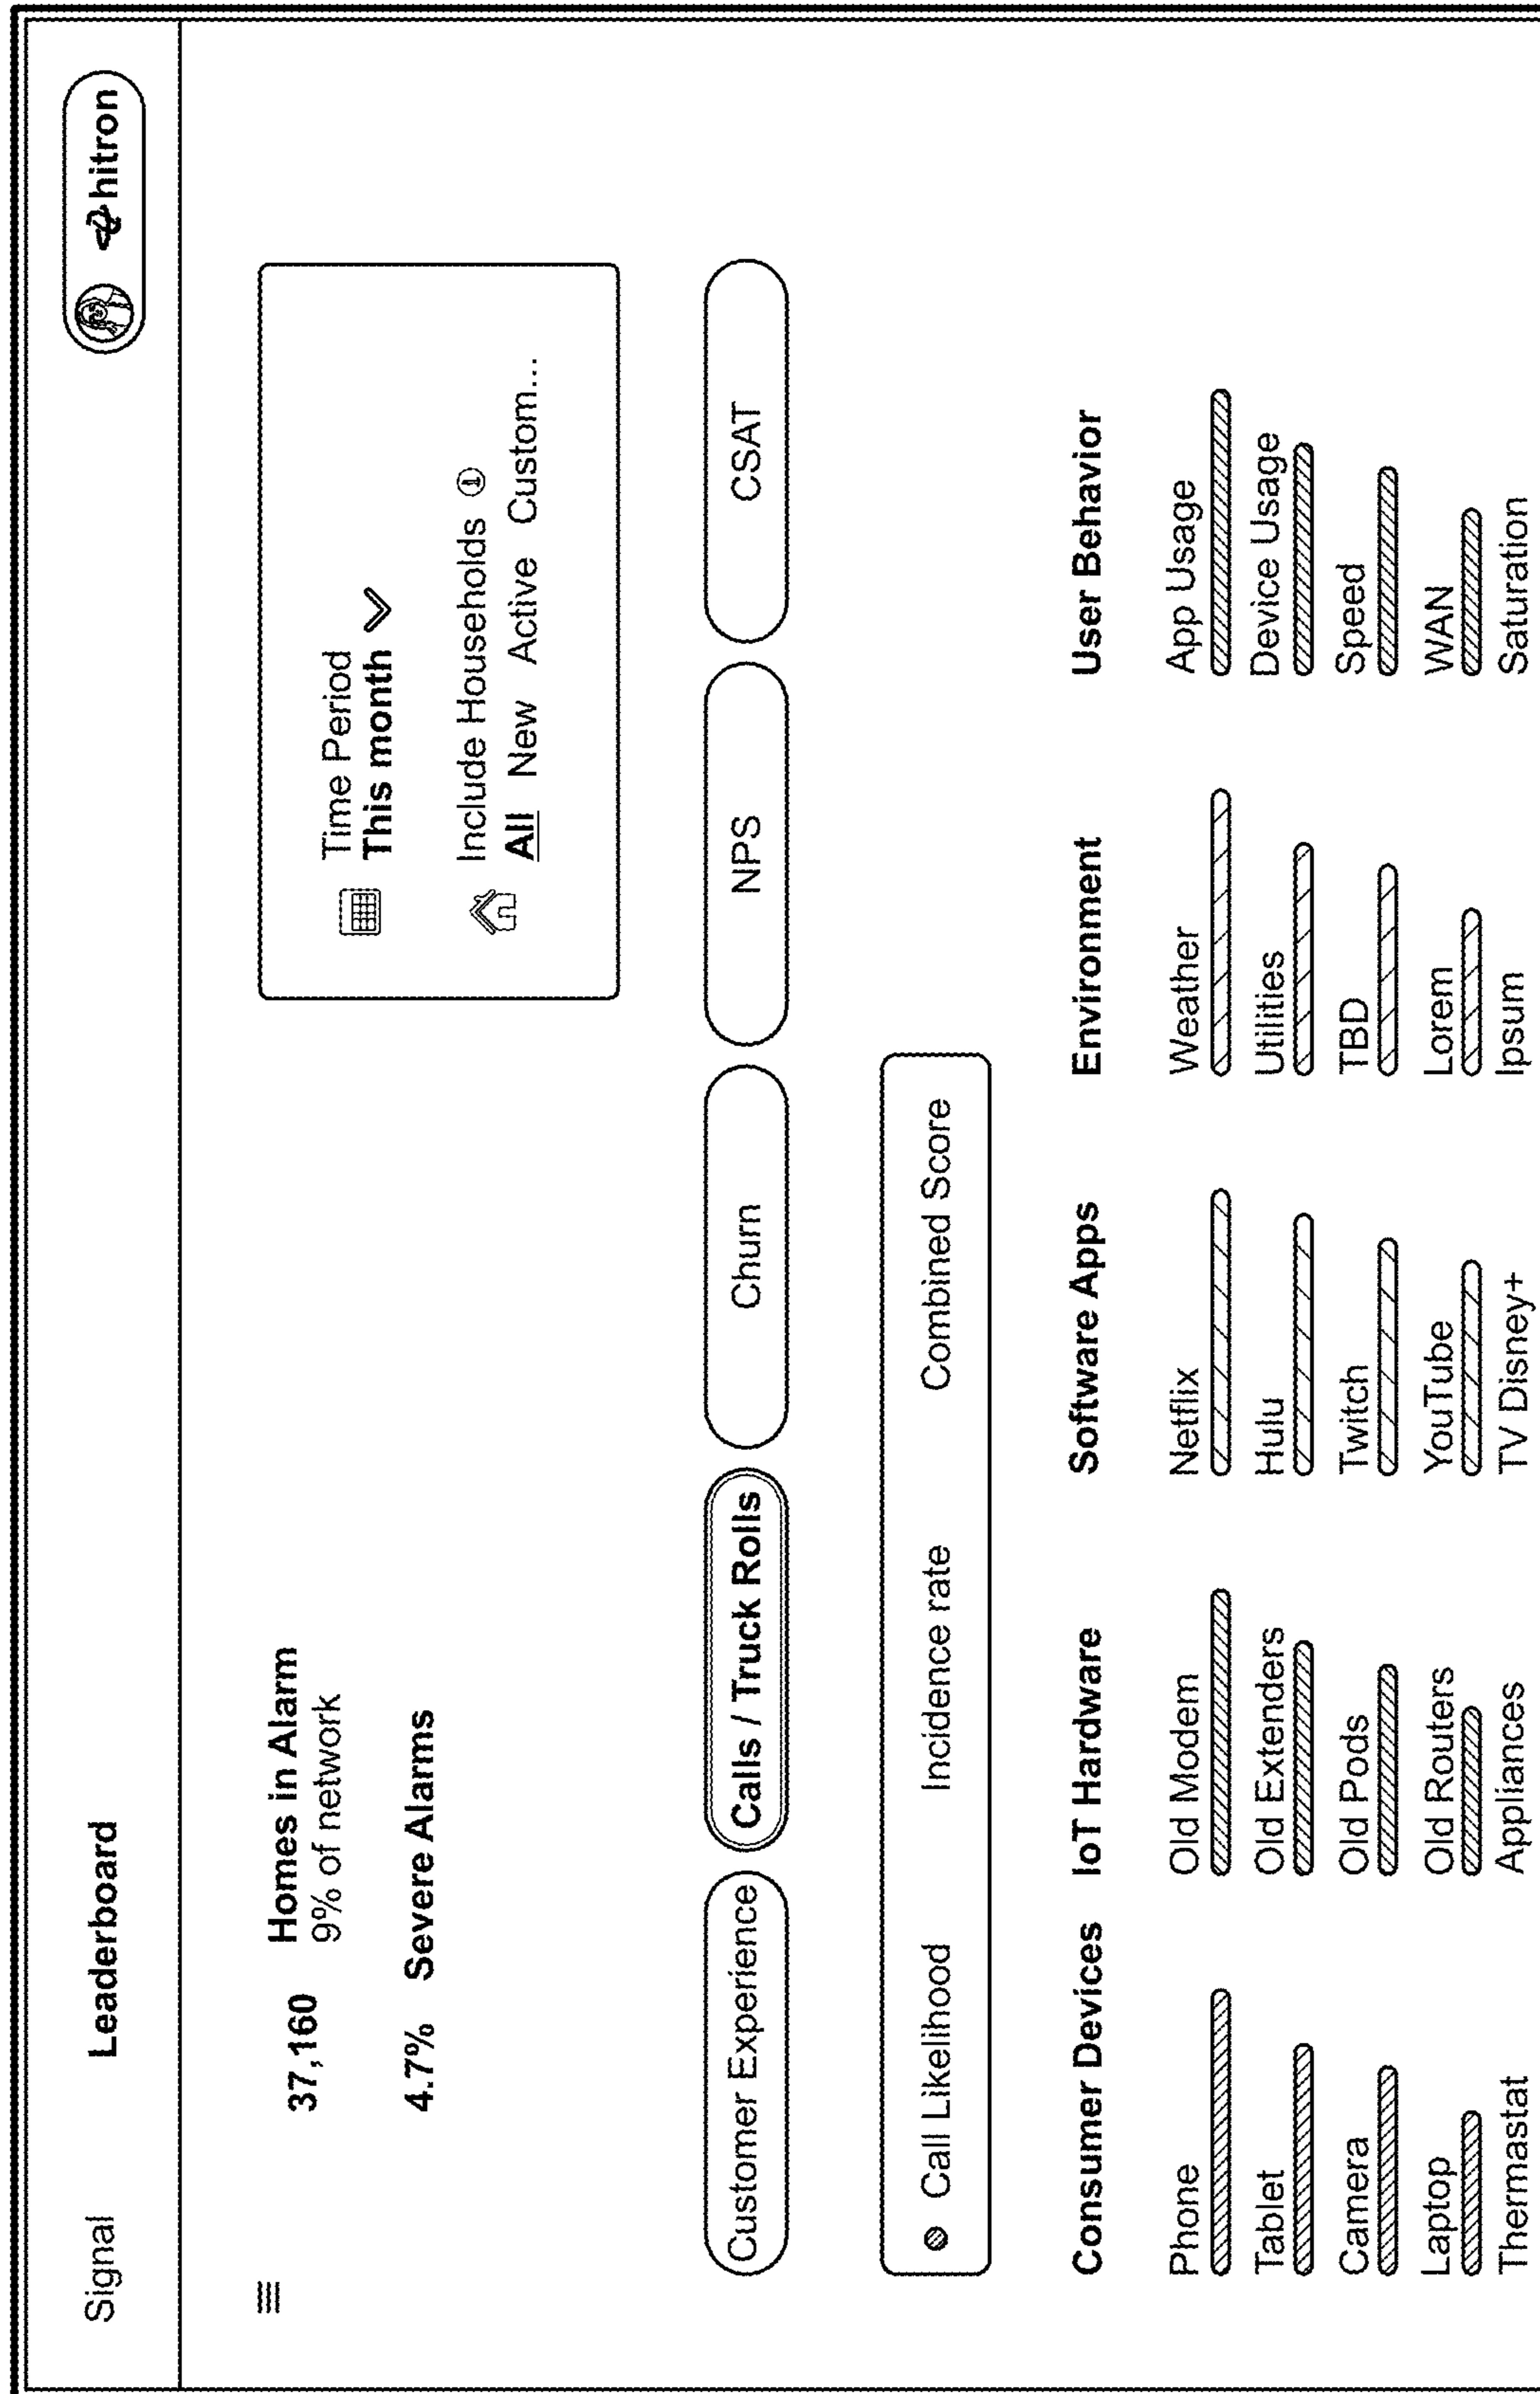 Signal Leaderboard hitron
37,160 Homes in Alarm
9% of network
4.7% Severe Alarms
Time Period
This month
Include Households
All New Active Custom...
Customer Experience Calls / Truck Rolls Churn NPS CSAT
Call Likelihood Incidence rate Combined Score
Consumer Devices IoT Hardware Software Apps Environment User Behavior
Phone Old Modem Netflix Weather App Usage
Tablet Old Extenders Hulu Utilities Device Usage
Camera Old Pods Twitch TBD Speed
Laptop Old Routers YouTube Lorem WAN
Thermastat Appliances TV Disney+ Ipsum Saturation